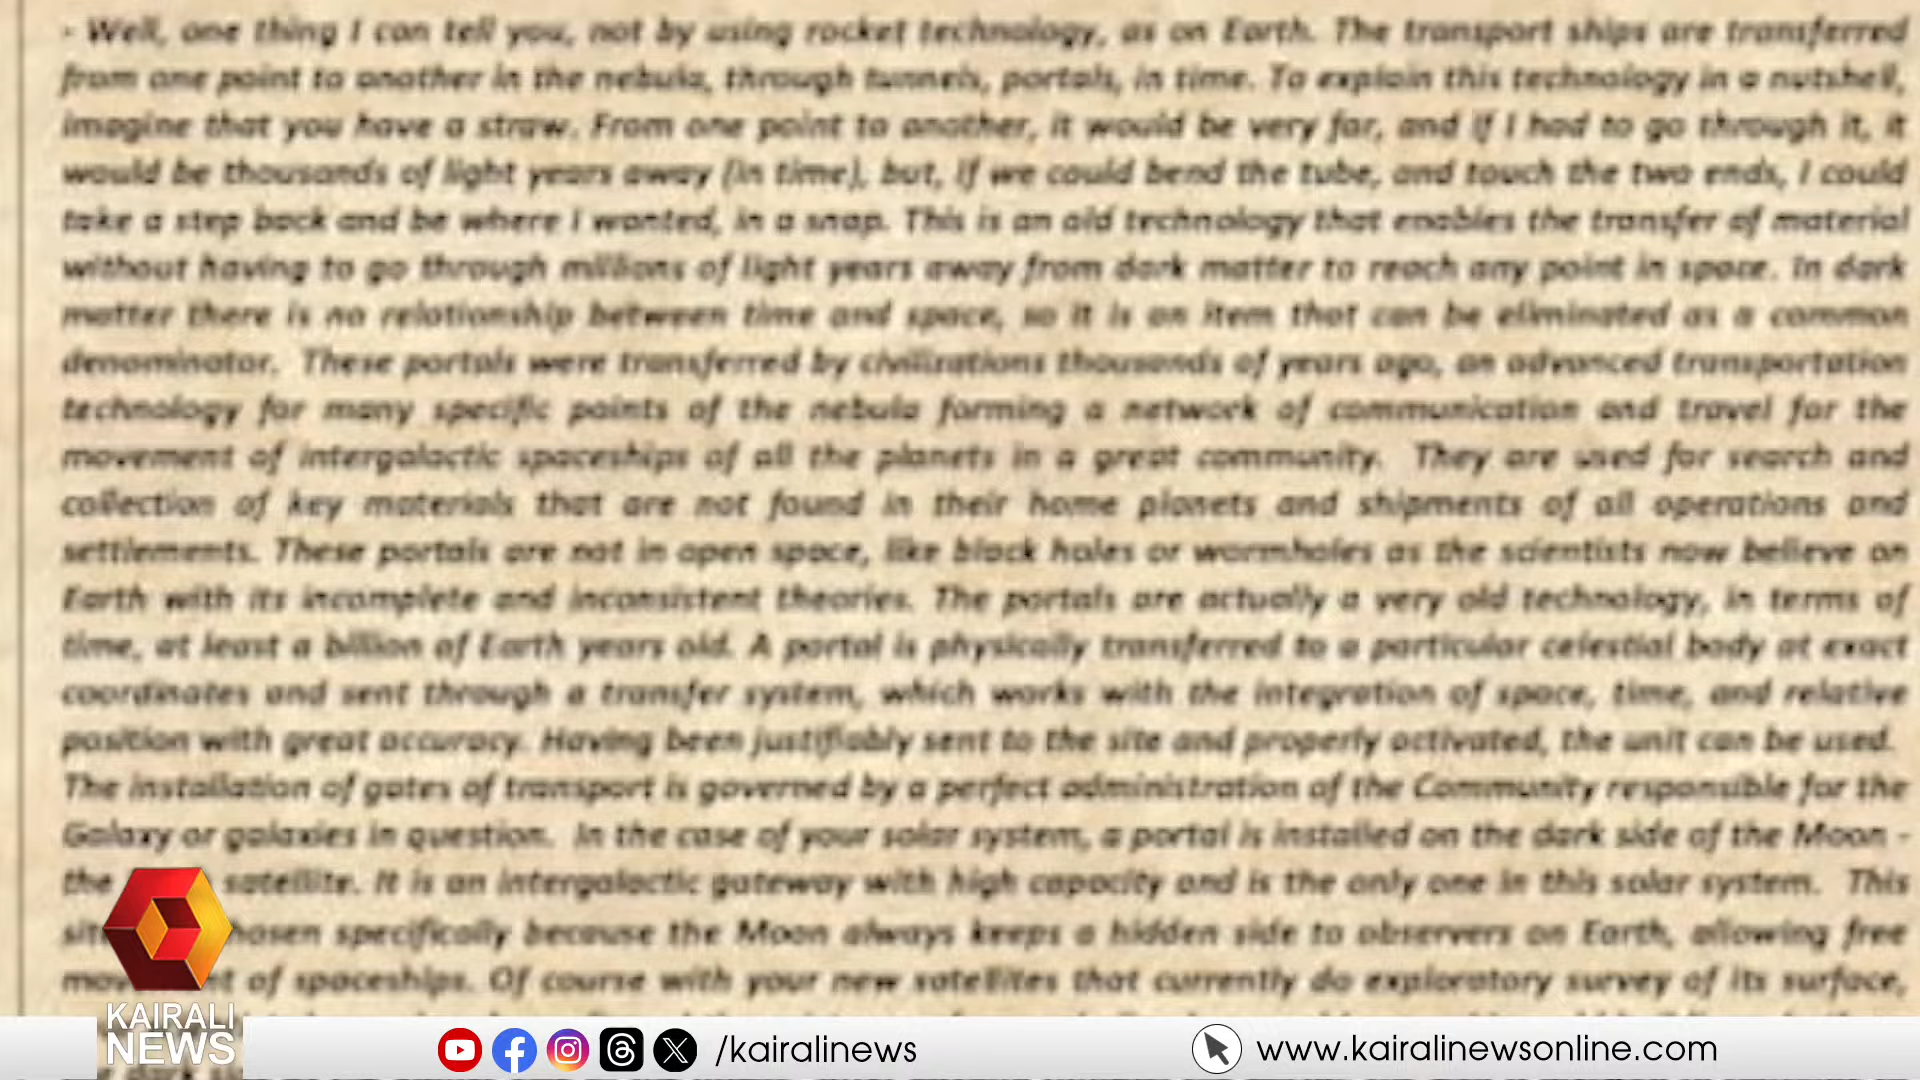 - Well, one thing I can tell you, not by using rocket technology, as on Earth. The transport ships are transferred
from one point to another in the nebula, through tunnels, portals, in time. To explain this technology in a nutshell,
imagine that you have a straw. From one point to another, it would be very far, and if I had to go through it, it
would be thousands of light years away (in time), but, if we could bend the tube, and touch the two ends, I could
take a step back and be where I wanted, in a snap. This is an old technology that enables the transfer of material
without having to go through millions of light years away from dark matter to reach any point in space. In dark
matter there is no relationship between time and space, so it is an item that can be eliminated as a common
denominator. These portals were transferred by civilizations thousands of years ago, an advanced transportation
technology for many specific points of the nebula forming a network of communication and travel for the
movement of intergalactic spaceships of all the planets in a great community. They are used for search and
collection of key materials that are not found in their home planets and shipments of all operations and
settlements. These portals are not in open space, like black holes or wormholes as the scientists now believe on
Earth with its incomplete and inconsistent theories. The portals are actually a very old technology, in terms of
time, at least a billion of Earth years old. A portal is physically transferred to a particular celestial body at exact
coordinates and sent through a transfer system, which works with the integration of space, time, and relative
position with great accuracy. Having been justifiably sent to the site and properly activated, the unit can be used.
The installation of gates of transport is governed by a perfect administration of the Community responsible for the
Galaxy or galaxies in question. In the case of your solar system, a portal is installed on the dark side of the Moon -
the satellite. It is an intergalactic gateway with high capacity and is the only one in this solar system. This
specifically because the Moon always keeps a hidden side to observers on Earth, allowing free
of spaceships. Of course with your new satellites that currently do exploratory survey of its surface,
KAIRALI
NEWS
/kairalinews
www.kairalinewsonline.com